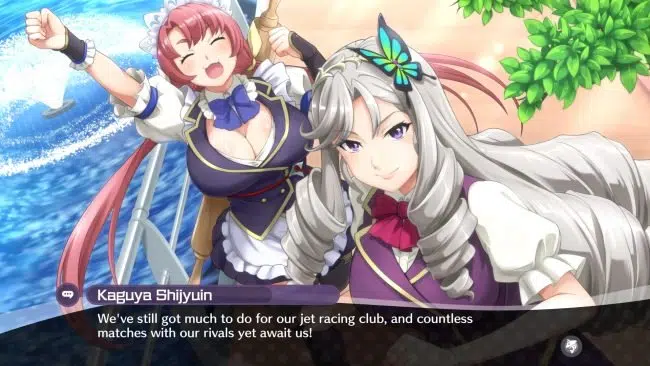 Kaguya Shijyuin
We've still got much to do for our jet racing club, and countless
matches with our rivals yet await us!